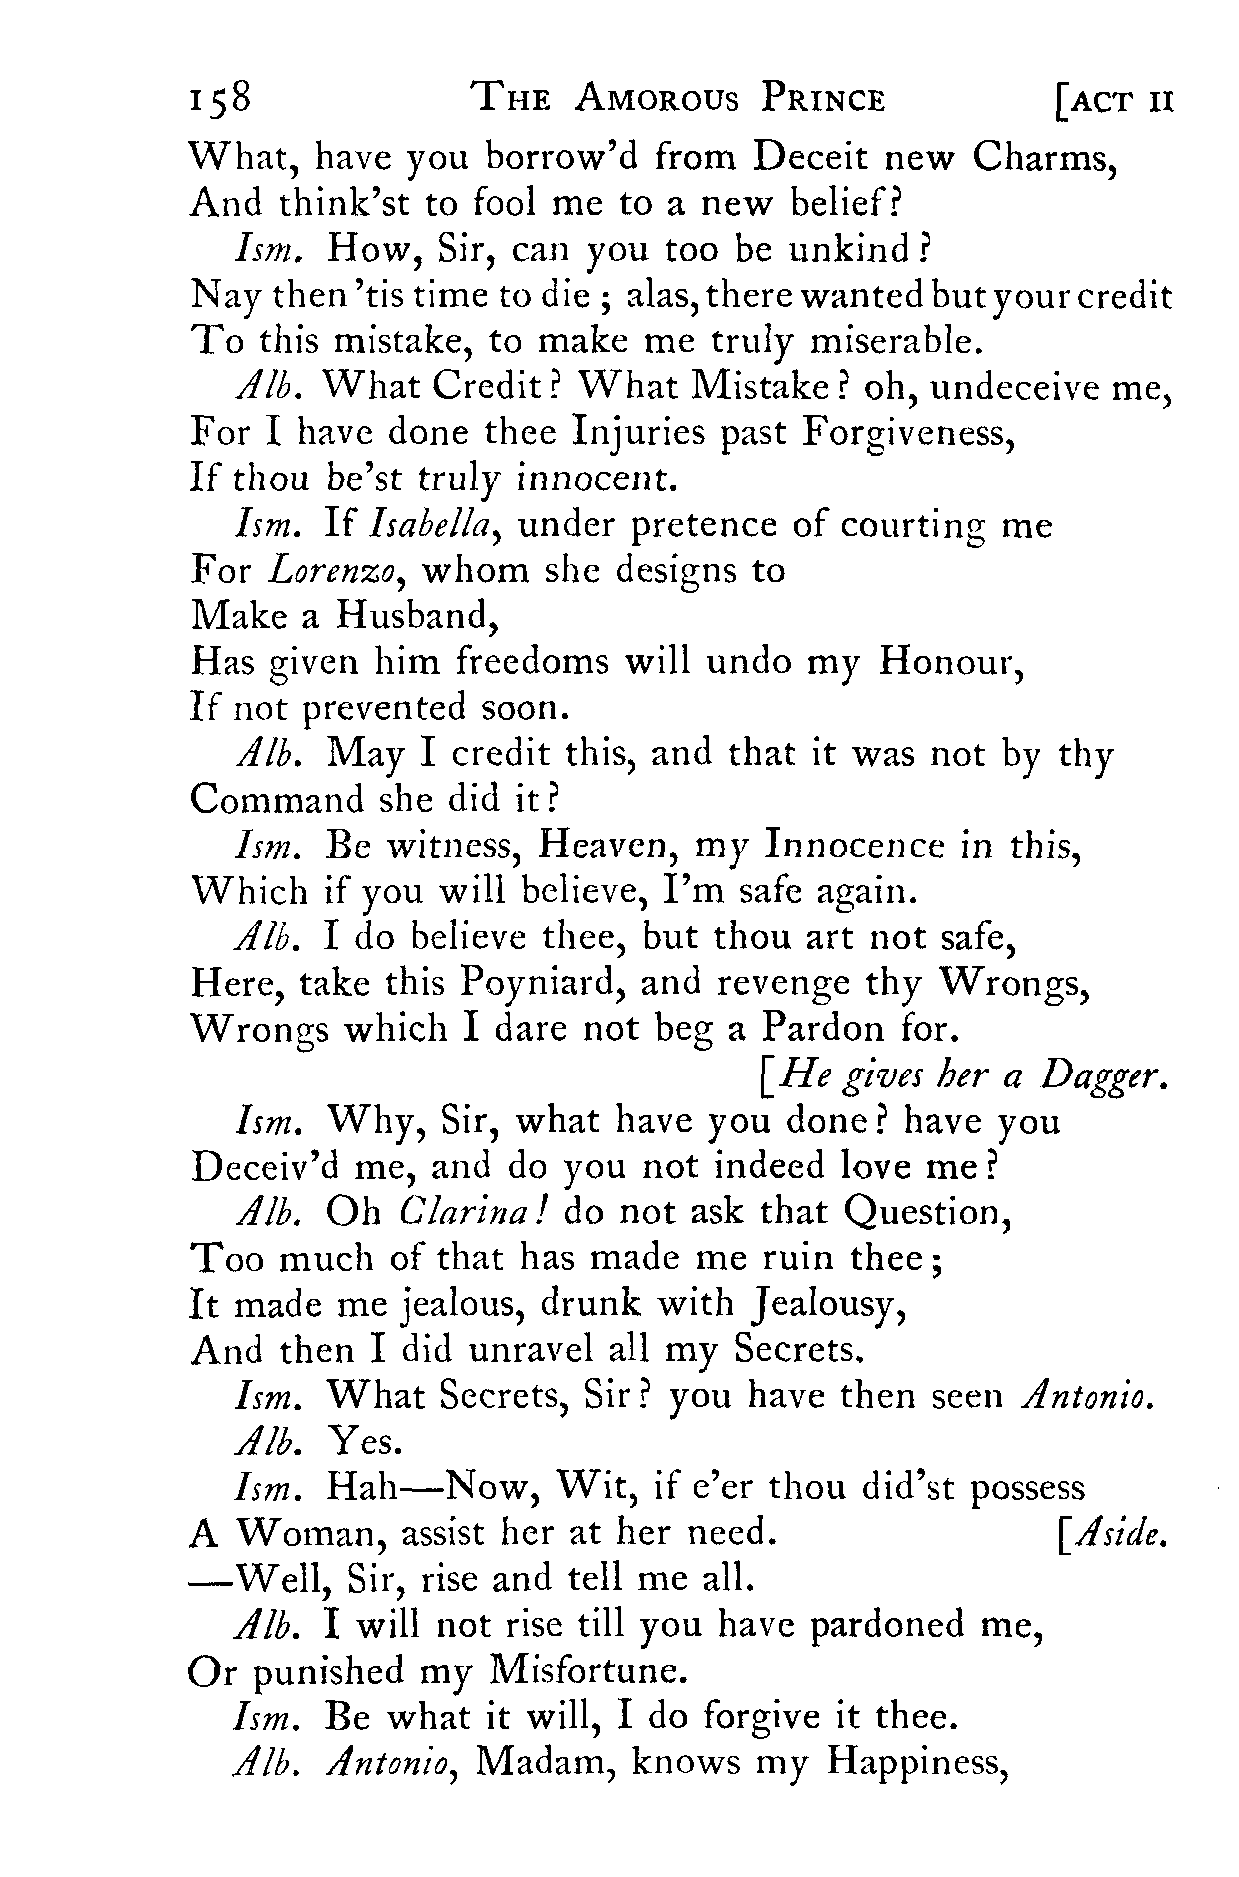 158 The Amorous Prince [act ii
What, have you borrow'd from Deceit new Charms,
And think'st to fool me to a new belief?
Ism. How, Sir, can you too be unkind?
Nay then 'tis time to die; alas, there wanted but your credit
To this mistake, to make me truly miserable.
Alb. What Credit? What Mistake? oh, undeceive me,
For I have done thee Injuries past Forgiveness,
If thou be'st truly innocent.
Ism. If Isabella, under pretence of courting me
For Lorenzo, whom she designs to
Make a Husband,
Has given him freedoms will undo my Honour,
If not prevented soon.
Alb. May I credit this, and that it was not by thy
Command she did it?
Ism. Be witness, Heaven, my Innocence in this,
Which if you will believe, I'm safe again.
Alb. I do believe thee, but thou art not safe,
Here, take this Poyniard, and revenge thy Wrongs,
Wrongs which I dare not beg a Pardon for.
[He gives her a Dagger.
Ism. Why, Sir, what have you done? have you
Deceiv'd me, and do you not indeed love me?
Alb. Oh Clarina! do not ask that Question,
Too much of that has made me ruin thee;
It made me jealous, drunk with Jealousy,
And then I did unravel all my Secrets.
Ism. What Secrets, Sir? you have then seen Antonio.
Alb. Yes.
Ism. Hah—Now, Wit, if e'er thou did'st possess
A Woman, assist her at her need. [Aside.
—Well, Sir, rise and tell me all.
Alb. I will not rise till you have pardoned me,
Or punished my Misfortune.
Ism. Be what it will, I do forgive it thee.
Alb. Antonio, Madam, knows my Happiness,